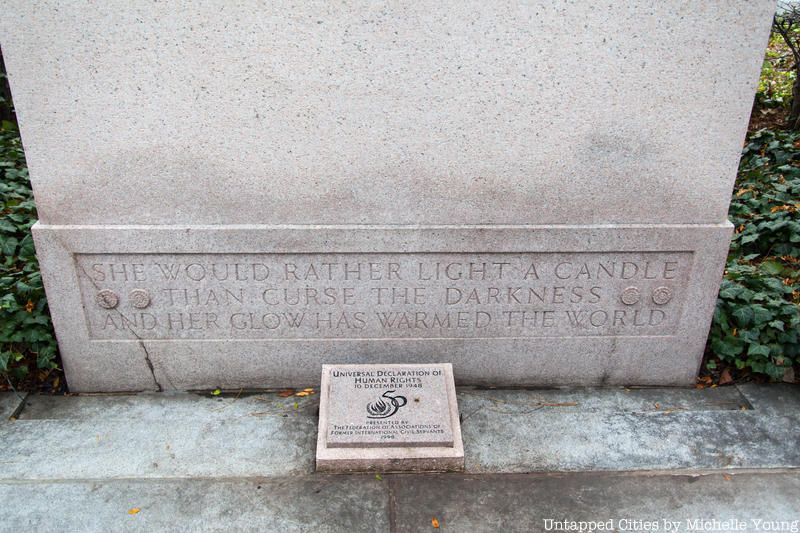 SHE WOULD RATHER LIGHT A CANDLE
THAN CURSE THE DARKNESS
AND HER GLOW HAS WARMED THE WORLD
UNIVERSAL DECLARATION OF
HUMAN RIGHTS
10 DECEMBER 1948
50
PRESENTED BY
THE FEDERATION OF ASSOCIATIONS OF
FORMER INTERNATIONAL CIVIL SERVANTS
1998
Untapped Cities by Michelle Young